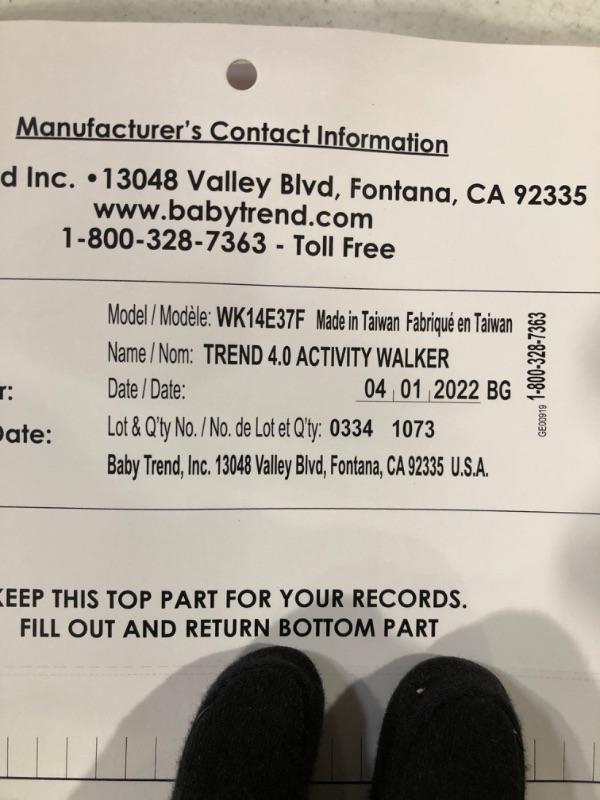 Manufacturer's Contact Information
d Inc. • 13048 Valley Blvd, Fontana, CA 92335
www.babytrend.com
1-800-328-7363 - Toll Free
Model / Modèle: WK14E37F Made in Taiwan Fabriqué en Taiwan
Name / Nom: TREND 4.0 ACTIVITY WALKER
r:
Date / Date: 04 01 2022 BG
ate:
Lot & Q'ty No. / No. de Lot et Q'ty: 0334 1073
Baby Trend, Inc. 13048 Valley Blvd, Fontana, CA 92335 U.S.A.
1-800-328-7363
GE00919
KEEP THIS TOP PART FOR YOUR RECORDS.
FILL OUT AND RETURN BOTTOM PART